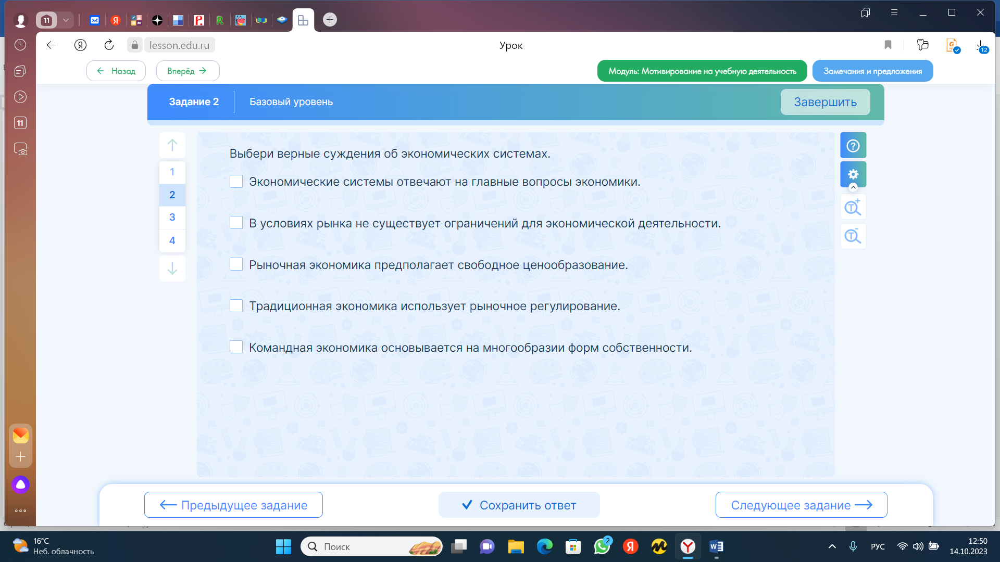 11
lesson.edu.ru
Урок
12
← Назад
Вперёд →
Модуль: Мотивирование на учебную деятельность
Замечания и предложения
11
Задание 2
Базовый уровень
Завершить
1
2
3
4
Выбери верные суждения об экономических системах.
Экономические системы отвечают на главные вопросы экономики.
В условиях рынка не существует ограничений для экономической деятельности.
Рыночная экономика предполагает свободное ценообразование.
Традиционная экономика использует рыночное регулирование.
Командная экономика основывается на многообразии форм собственности.
← Предыдущее задание
Сохранить ответ
Следующее задание →
16°C
Неб. облачность
Поиск
2
РУС
12:50
14.10.2023